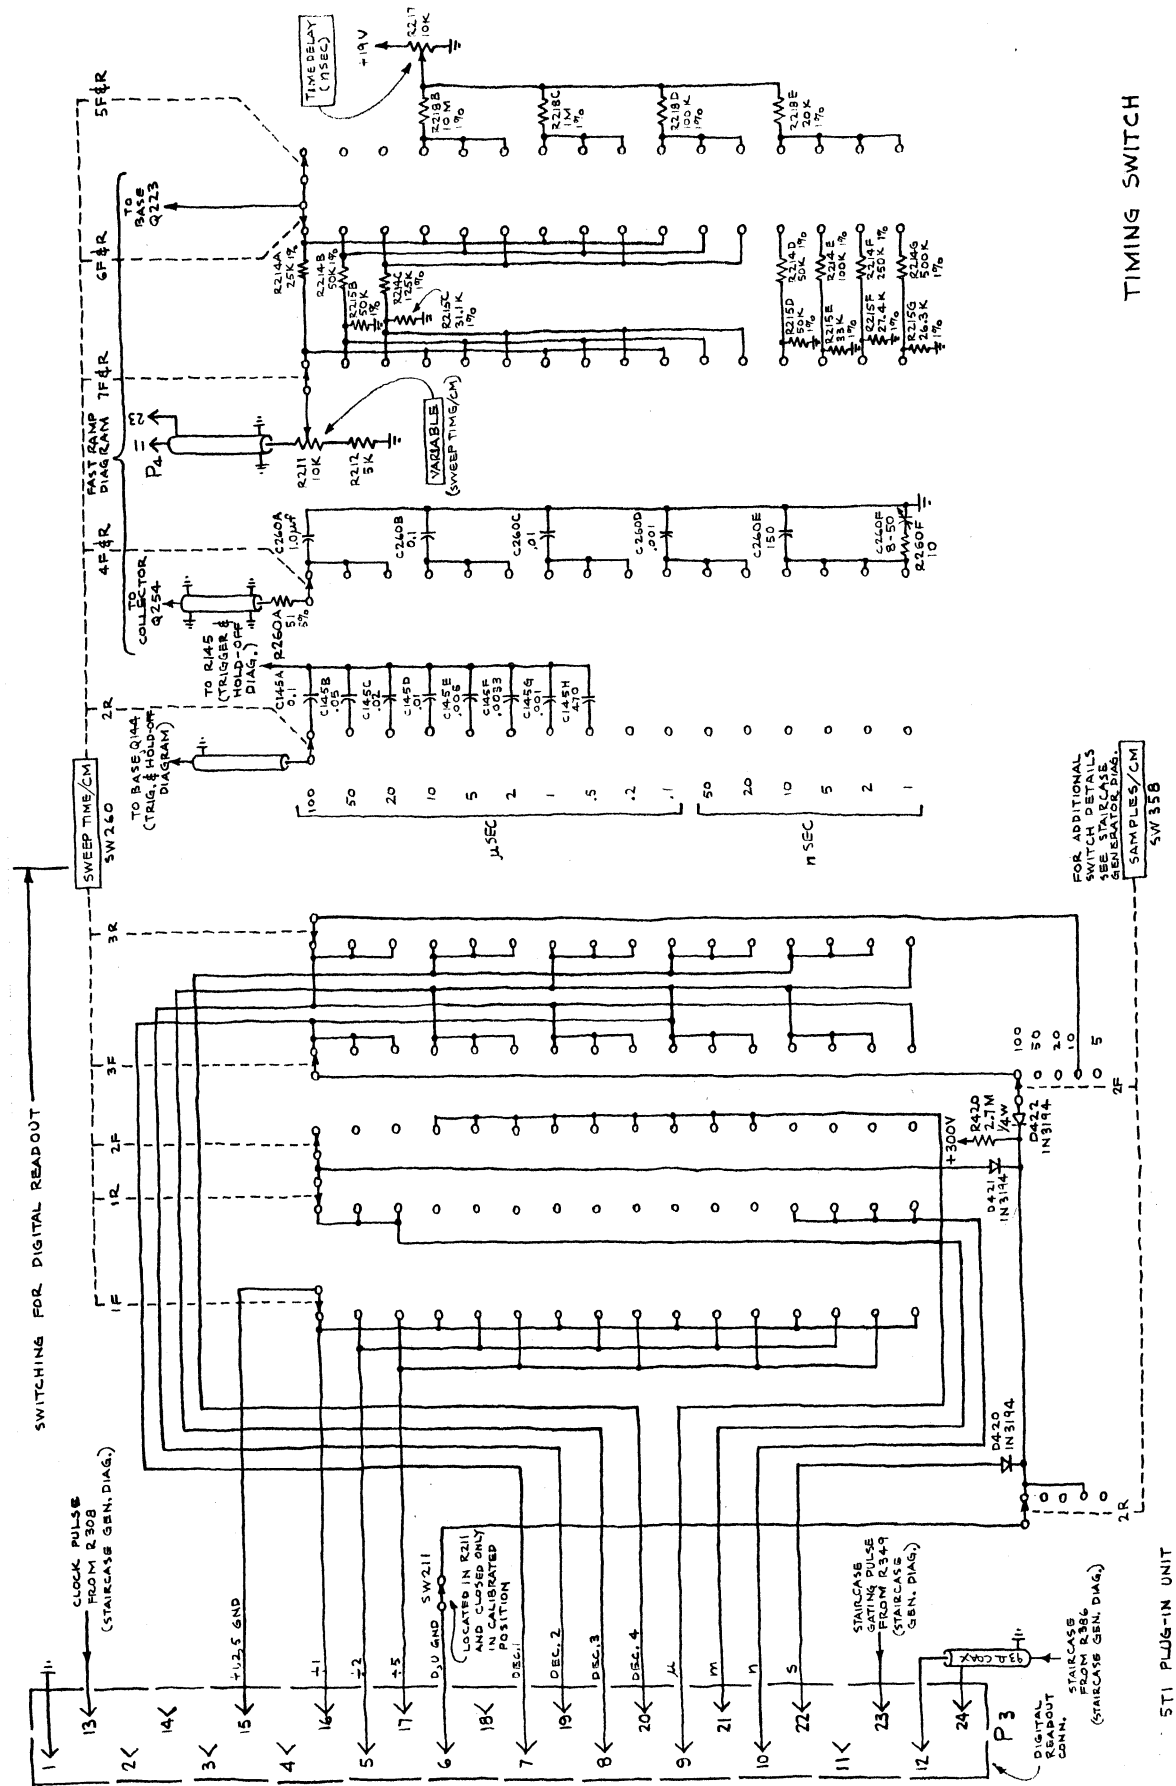 SWITCHING FOR DIGITAL READOUT
SWEEP TIME/CM
SW260
1F
1R
2F
3F
3R
2R
4F&R
7F&R
6F&R
5F&R
FAST RAMP
DIAGRAM
TO BASE Q144
(TRIG. & HOLD-OFF
DIAGRAM)
TO R145
(TRIGGER &
HOLD-OFF
DIAG.)
TO
COLLECTOR
Q254
P4
11
23
TO
BASE
Q223
TIME DELAY
(nSEC)
+19V
R217
10K
CLOCK PULSE
FROM R308
(STAIRCASE GEN. DIAG.)
1
13
2
14
3
15
4
16
5
17
6
18
7
19
8
20
9
21
10
22
11
23
12
24
÷1,2,5 GND
÷1
÷2
÷5
D,U GND
SW211
LOCATED IN R211
AND CLOSED ONLY
IN CALIBRATED
POSITION
DEC.1
DEC.2
DEC.3
DEC.4
µ
m
n
S
STAIRCASE
GATING PULSE
FROM R349
(STAIRCASE
GEN. DIAG.)
93Ω COAX
STAIRCASE
FROM R386
(STAIRCASE GEN. DIAG.)
P3
DIGITAL
READOUT
CONN.
D420
1N3194
D421
1N3194
D422
1N3194
+300V
R420
2.7M
1/4W
2R
2F
100
50
20
10
5
FOR ADDITIONAL
SWITCH DETAILS
SEE STAIRCASE
GENERATOR DIAG.
SAMPLES/CM
SW358
100
50
20
10
5
2
1
.5
.2
.1
µSEC
50
20
10
5
2
1
nSEC
C145A
0.1
C145B
.05
C145C
.02
C145D
.01
C145E
.005
C145F
.0033
C145G
.001
C145H
470
R260A
51
5%
C260A
1.0µf
C260B
0.1
C260C
.01
C260D
.001
C260E
150
C260F
8-50
R260F
10
R211
10K
R212
5K
VARIABLE
(SWEEP TIME/CM)
R214A
25K 1%
R214B
50K 1%
R215B
50K
1%
R214C
125K
1%
R215C
31.1K
1%
R214D
50K 1%
R215D
50K
1%
R214E
100K 1%
R215E
33K
1%
R214F
250K 1%
R215F
27.4K
1%
R214G
500K
1%
R215G
26.3K
1%
R218B
10M
1%
R218C
1M
1%
R218D
100K
1%
R218E
20K
1%
TIMING SWITCH
5T1 PLUG-IN UNIT